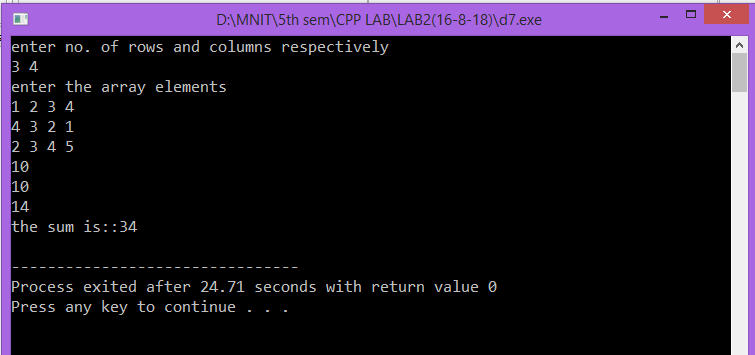 D:\MNIT\5th sem\CPP LAB\LAB2(16-8-18)\d7.exe
enter no. of rows and columns respectively
3 4
enter the array elements
1 2 3 4
4 3 2 1
2 3 4 5
10
10
14
the sum is::34
--------------------------------
Process exited after 24.71 seconds with return value 0
Press any key to continue . . .